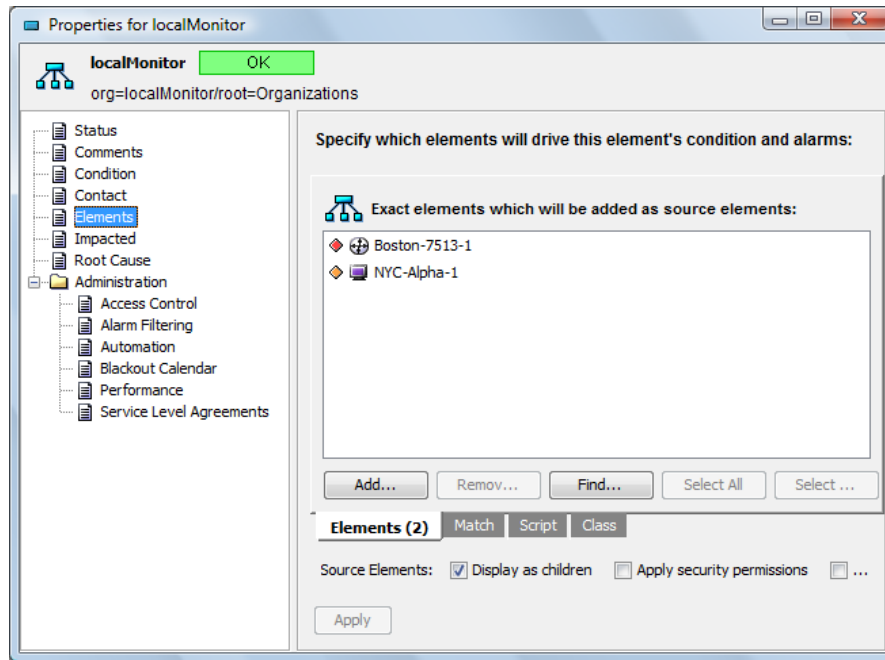 Properties for localMonitor
localMonitor OK
org=localMonitor/root=Organizations
Status
Comments
Condition
Contact
Elements
Impacted
Root Cause
Administration
Access Control
Alarm Filtering
Automation
Blackout Calendar
Performance
Service Level Agreements
Specify which elements will drive this element's condition and alarms:
Exact elements which will be added as source elements:
Boston-7513-1
NYC-Alpha-1
Add... Remov... Find... Select All Select ...
Elements (2) Match Script Class
Source Elements: Display as children Apply security permissions ...
Apply